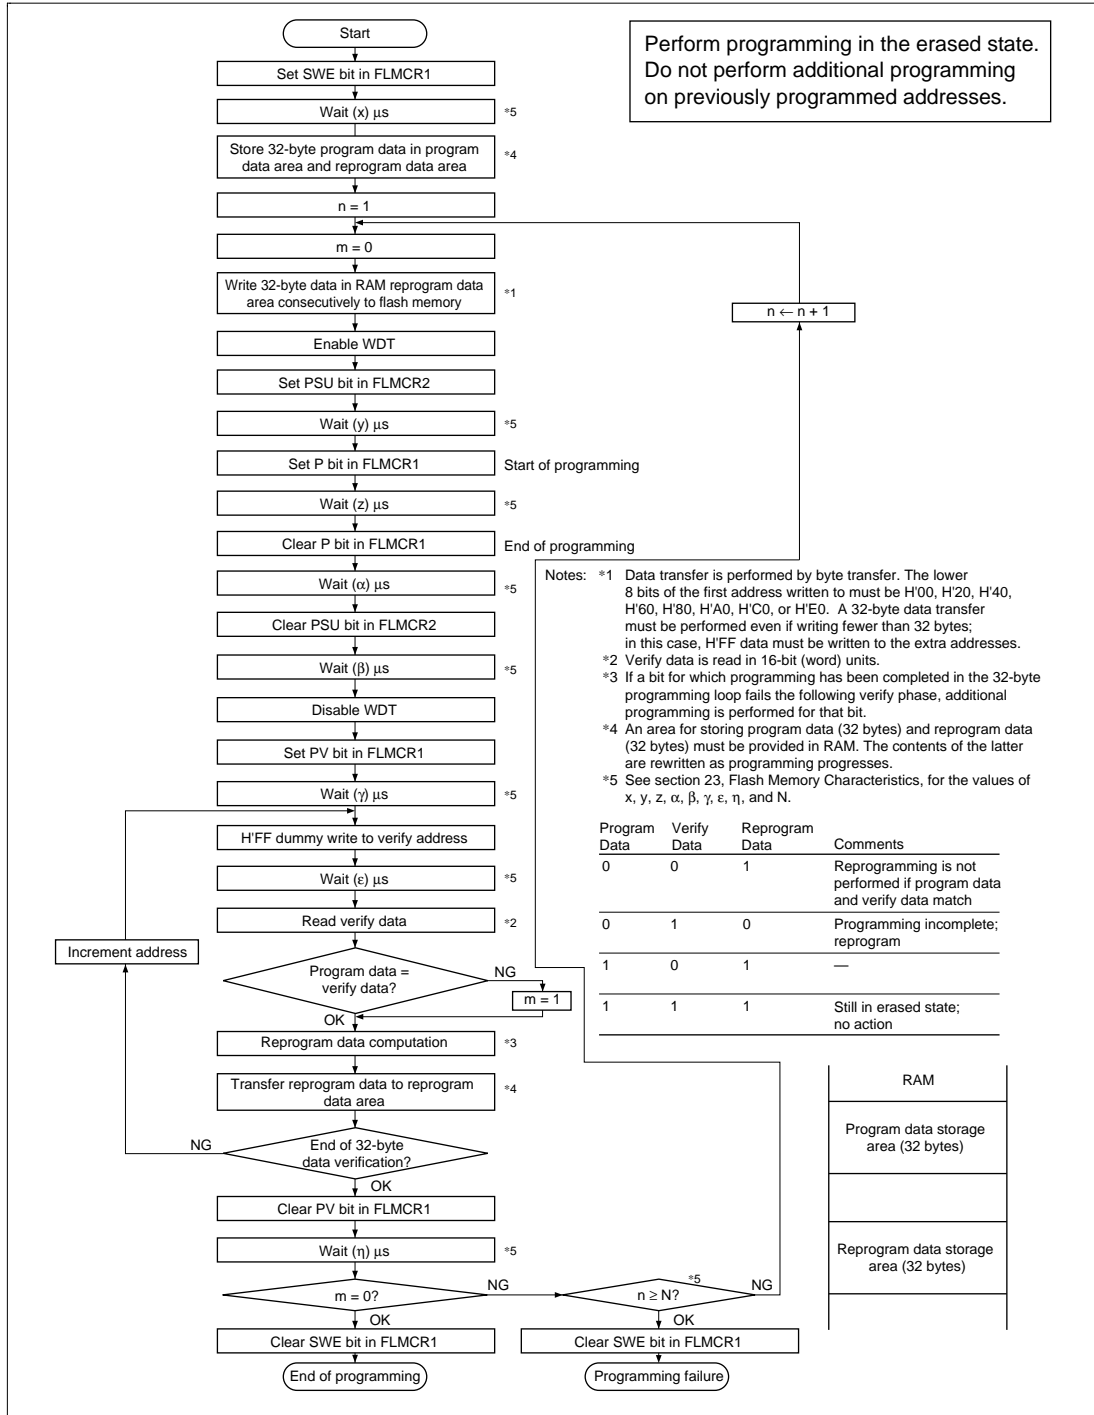 Start
Perform programming in the erased state.
Do not perform additional programming
on previously programmed addresses.
Set SWE bit in FLMCR1
Wait (x) μs
*5
Store 32-byte program data in program
data area and reprogram data area
*4
n = 1
m = 0
Write 32-byte data in RAM reprogram data
area consecutively to flash memory
*1
n ← n + 1
Enable WDT
Set PSU bit in FLMCR2
Wait (y) μs
*5
Set P bit in FLMCR1
Start of programming
Wait (z) μs
*5
Clear P bit in FLMCR1
End of programming
Wait (α) μs
*5
Clear PSU bit in FLMCR2
Wait (β) μs
*5
Disable WDT
Set PV bit in FLMCR1
Wait (γ) μs
*5
H'FF dummy write to verify address
Wait (ε) μs
*5
Read verify data
*2
Increment address
Program data =
verify data?
NG
m = 1
OK
Reprogram data computation
*3
Transfer reprogram data to reprogram
data area
*4
NG
End of 32-byte
data verification?
OK
Clear PV bit in FLMCR1
Wait (η) μs
*5
m = 0?
NG
*5
n ≥ N?
NG
OK
OK
Clear SWE bit in FLMCR1
Clear SWE bit in FLMCR1
End of programming
Programming failure
Notes: *1 Data transfer is performed by byte transfer. The lower
8 bits of the first address written to must be H'00, H'20, H'40,
H'60, H'80, H'A0, H'C0, or H'E0. A 32-byte data transfer
must be performed even if writing fewer than 32 bytes;
in this case, H'FF data must be written to the extra addresses.
*2 Verify data is read in 16-bit (word) units.
*3 If a bit for which programming has been completed in the 32-byte
programming loop fails the following verify phase, additional
programming is performed for that bit.
*4 An area for storing program data (32 bytes) and reprogram data
(32 bytes) must be provided in RAM. The contents of the latter
are rewritten as programming progresses.
*5 See section 23, Flash Memory Characteristics, for the values of
x, y, z, α, β, γ, ε, η, and N.
Program Verify Reprogram
Data Data Data Comments
0 0 1 Reprogramming is not
performed if program data
and verify data match
0 1 0 Programming incomplete;
reprogram
1 0 1 —
1 1 1 Still in erased state;
no action
RAM
Program data storage
area (32 bytes)
Reprogram data storage
area (32 bytes)